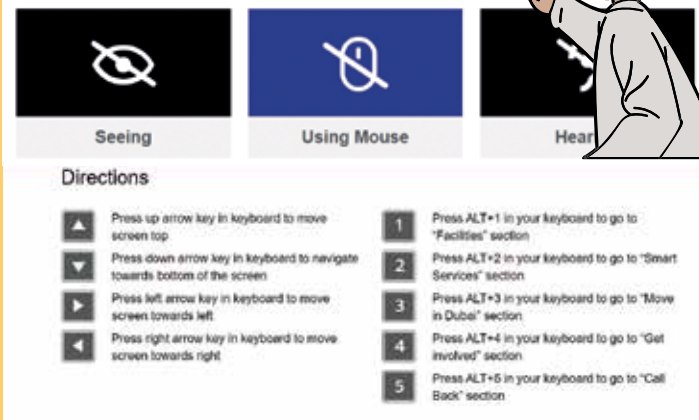 Seeing
Using Mouse
Hear
Directions
Press up arrow key in keyboard to move
screen top
Press down arrow key in keyboard to navigate
towards bottom of the screen
Press left arrow key in keyboard to move
screen towards left
Press right arrow key in keyboard to move
screen towards right
1
Press ALT+1 in your keyboard to go to
"Facilities" section
2
Press ALT+2 in your keyboard to go to "Smart
Services" section
3
Press ALT+3 in your keyboard to go to "Move
in Dubai" section
4
Press ALT+4 in your keyboard to go to "Get
involved" section
5
Press ALT+5 in your keyboard to go to "Call
Back" section